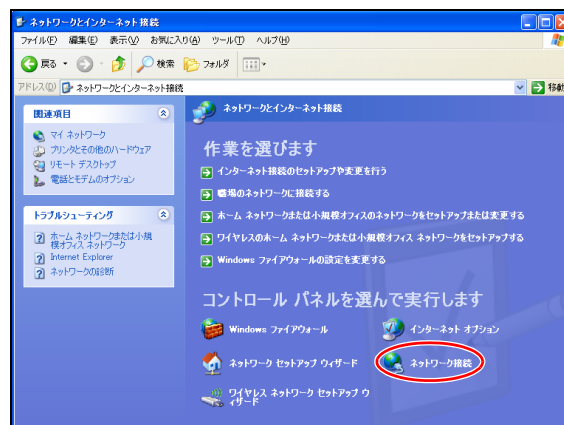 ネットワークとインターネット接続
ファイル(F) 編集(E) 表示(V) お気に入り(A) ツール(T) ヘルプ(H)
戻る 検索 フォルダ
アドレス(D) ネットワークとインターネット接続 移動
関連項目
マイ ネットワーク
プリンタとその他のハードウェア
リモート デスクトップ
電話とモデムのオプション
トラブルシューティング
ホーム ネットワークまたは小規
模オフィス ネットワーク
Internet Explorer
ネットワークの診断
ネットワークとインターネット接続
作業を選びます
インターネット接続のセットアップや変更を行う
職場のネットワークに接続する
ホーム ネットワークまたは小規模オフィスのネットワークをセットアップまたは変更する
ワイヤレスのホーム ネットワークまたは小規模オフィス ネットワークをセットアップする
Windows ファイアウォールの設定を変更する
コントロール パネルを選んで実行します
Windows ファイアウォール インターネット オプション
ネットワーク セットアップ ウィザード ネットワーク接続
ワイヤレス ネットワーク セットアップ ウ
ィザード